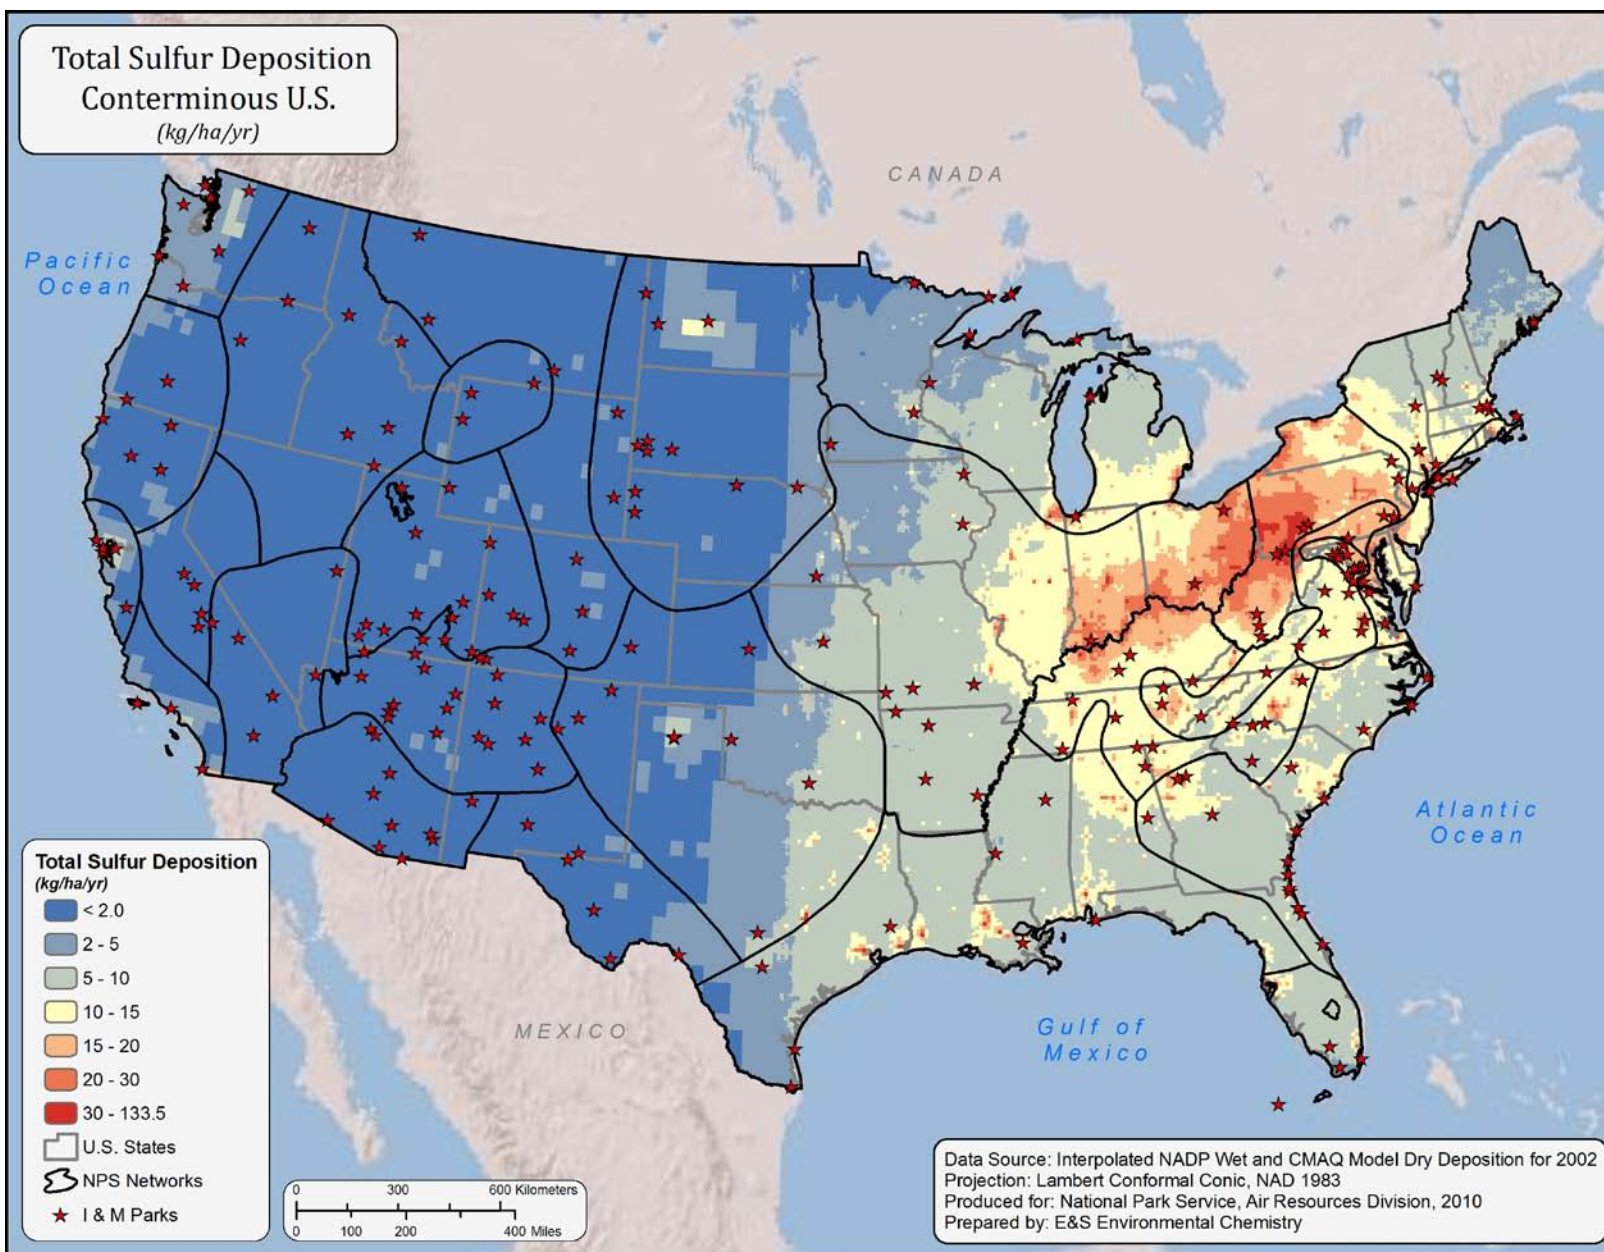 Total Sulfur Deposition
Conterminous U.S.
(kg/ha/yr)
CANADA
Pacific
Ocean
Atlantic
Ocean
MEXICO
Gulf of
Mexico
Total Sulfur Deposition
(kg/ha/yr)
< 2.0
2 - 5
5 - 10
10 - 15
15 - 20
20 - 30
30 - 133.5
U.S. States
NPS Networks
I & M Parks
0 300 600 Kilometers
0 100 200 400 Miles
Data Source: Interpolated NADP Wet and CMAQ Model Dry Deposition for 2002
Projection: Lambert Conformal Conic, NAD 1983
Produced for: National Park Service, Air Resources Division, 2010
Prepared by: E&S Environmental Chemistry